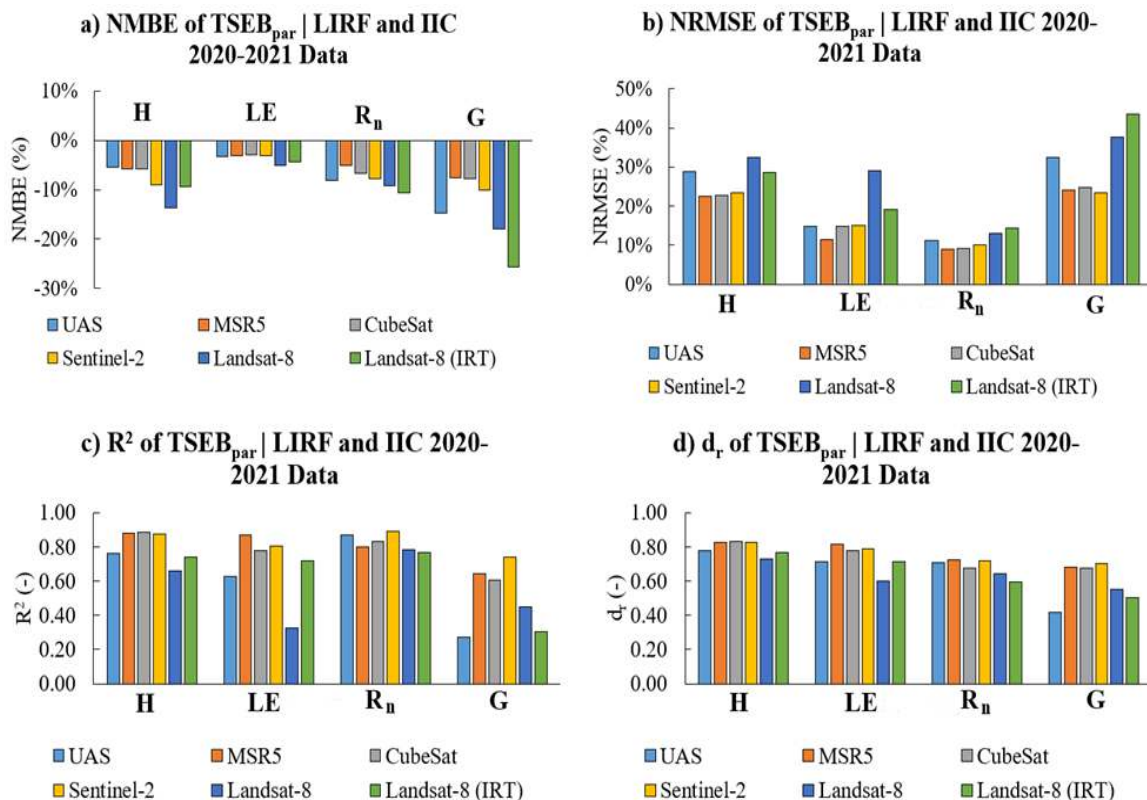 a) NMBE of TSEBpar | LIRF and IIC
2020-2021 Data
10%
0%
-10%
-20%
-30%
NMBE (%)
H LE Rn G
UAS MSR5 CubeSat
Sentinel-2 Landsat-8 Landsat-8 (IRT)
b) NRMSE of TSEBpar | LIRF and IIC 2020-
2021 Data
50%
40%
30%
20%
10%
0%
NRMSE (%)
H LE Rn G
UAS MSR5 CubeSat
Sentinel-2 Landsat-8 Landsat-8 (IRT)
c) R² of TSEBpar | LIRF and IIC 2020-
2021 Data
1.00
0.80
0.60
0.40
0.20
0.00
R² (-)
H LE Rn G
UAS MSR5 CubeSat
Sentinel-2 Landsat-8 Landsat-8 (IRT)
d) dr of TSEBpar | LIRF and IIC 2020-
2021 Data
1.00
0.80
0.60
0.40
0.20
0.00
dr (-)
H LE Rn G
UAS MSR5 CubeSat
Sentinel-2 Landsat-8 Landsat-8 (IRT)